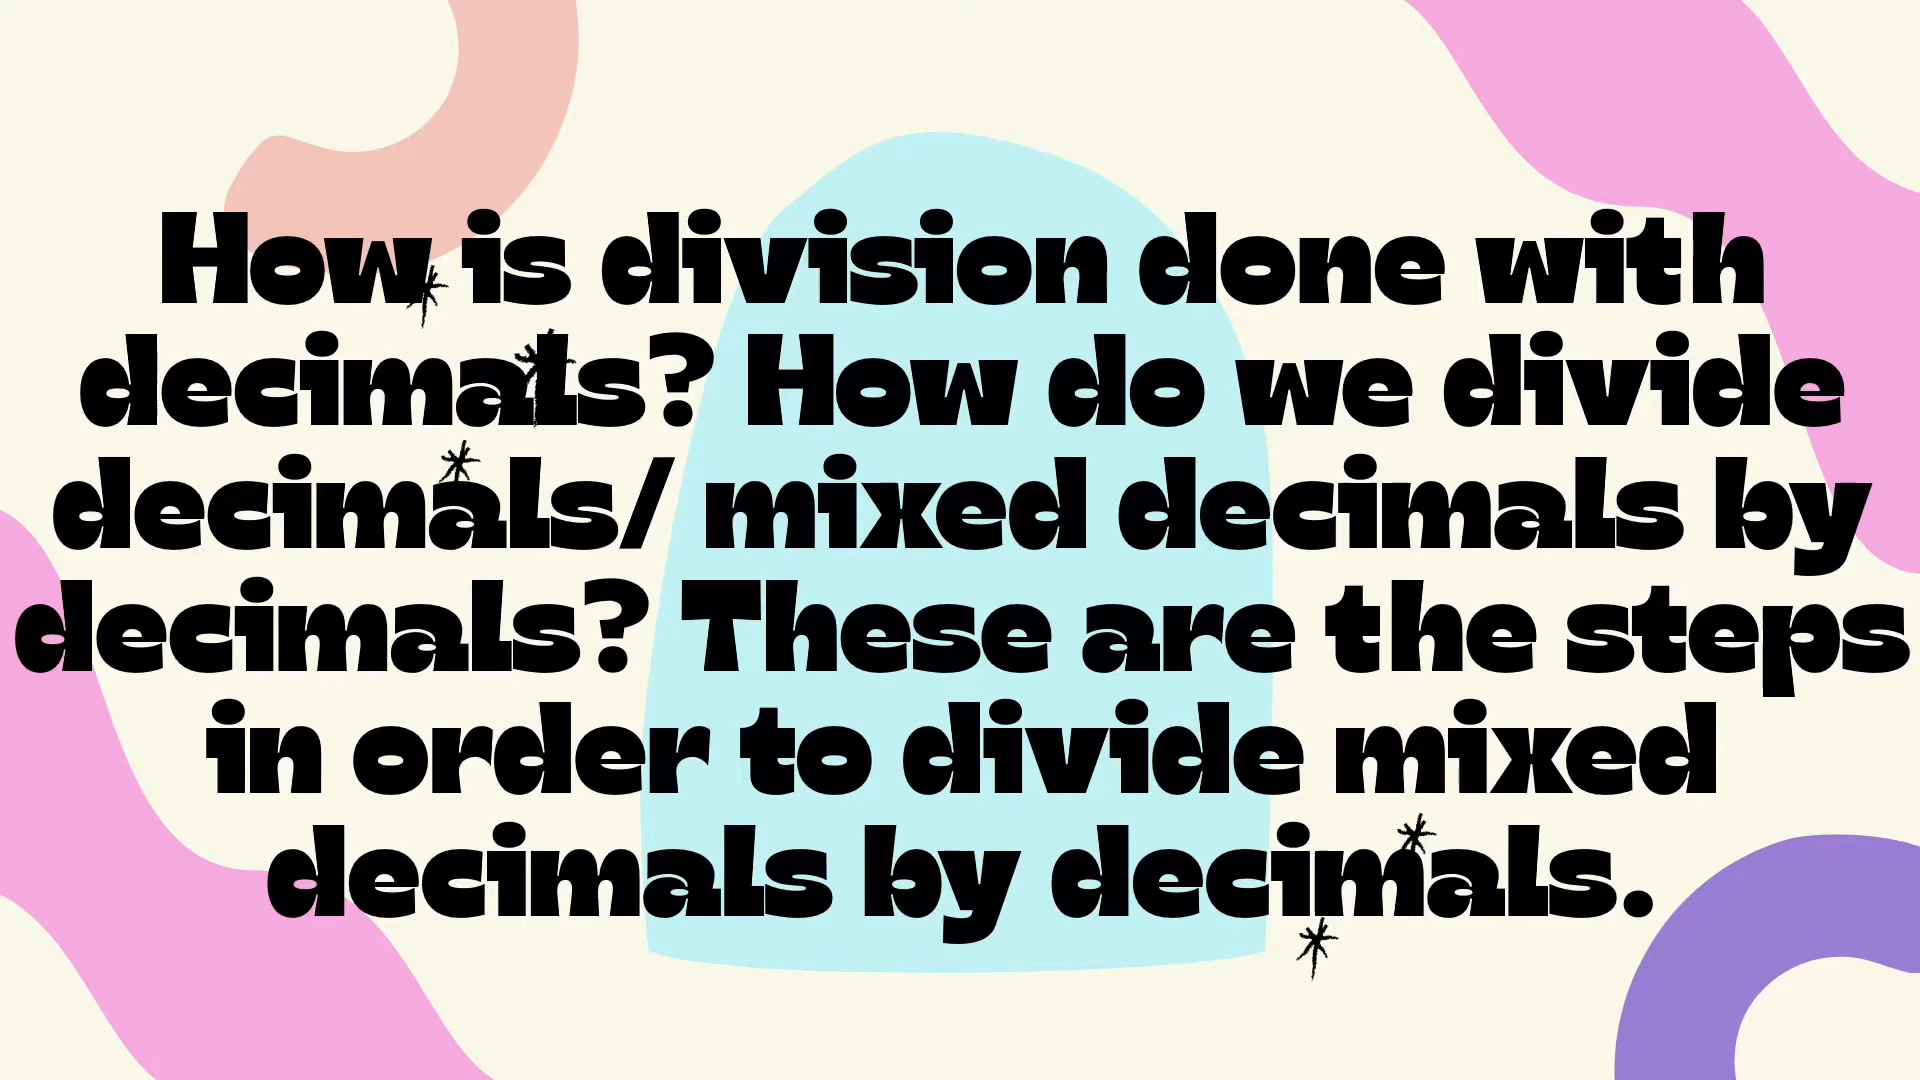 How is division done with
decimals? How do we divide
decimals/ mixed decimals by
decimals? These are the steps
in order to divide mixed
decimals by decimals.